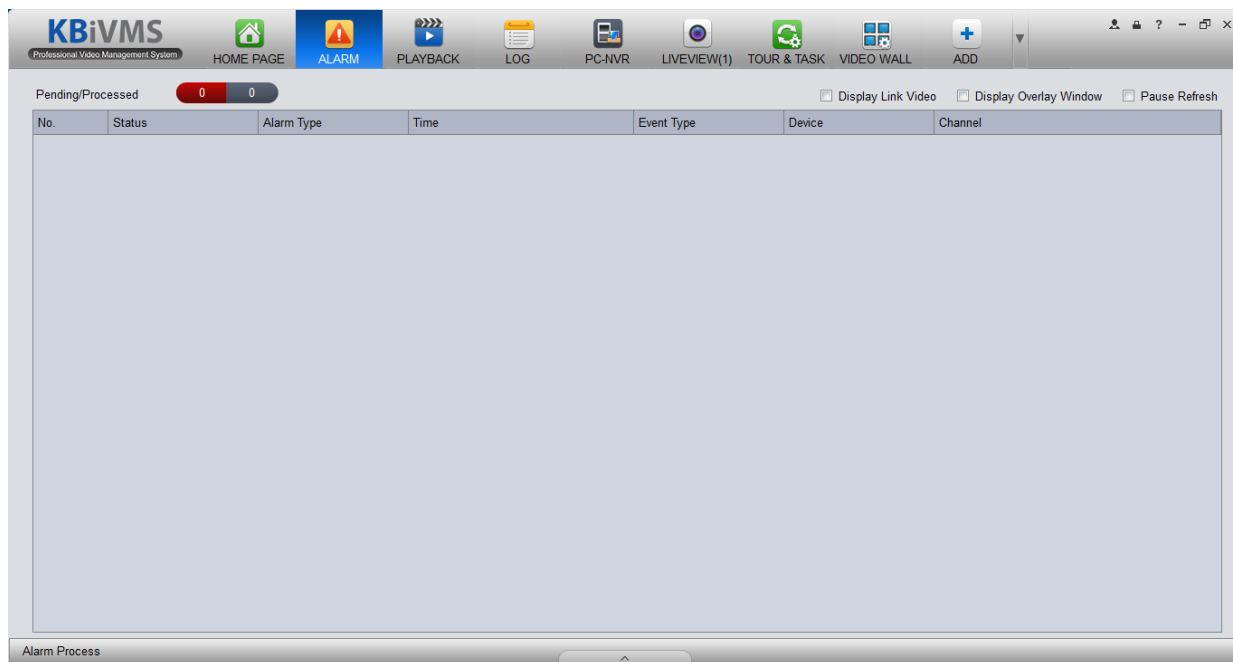 KBiVMS
Professional Video Management System
HOME PAGE ALARM PLAYBACK LOG PC-NVR LIVEVIEW(1) TOUR & TASK VIDEO WALL ADD
Pending/Processed 0 0 Display Link Video Display Overlay Window Pause Refresh
No. Status Alarm Type Time Event Type Device Channel
Alarm Process